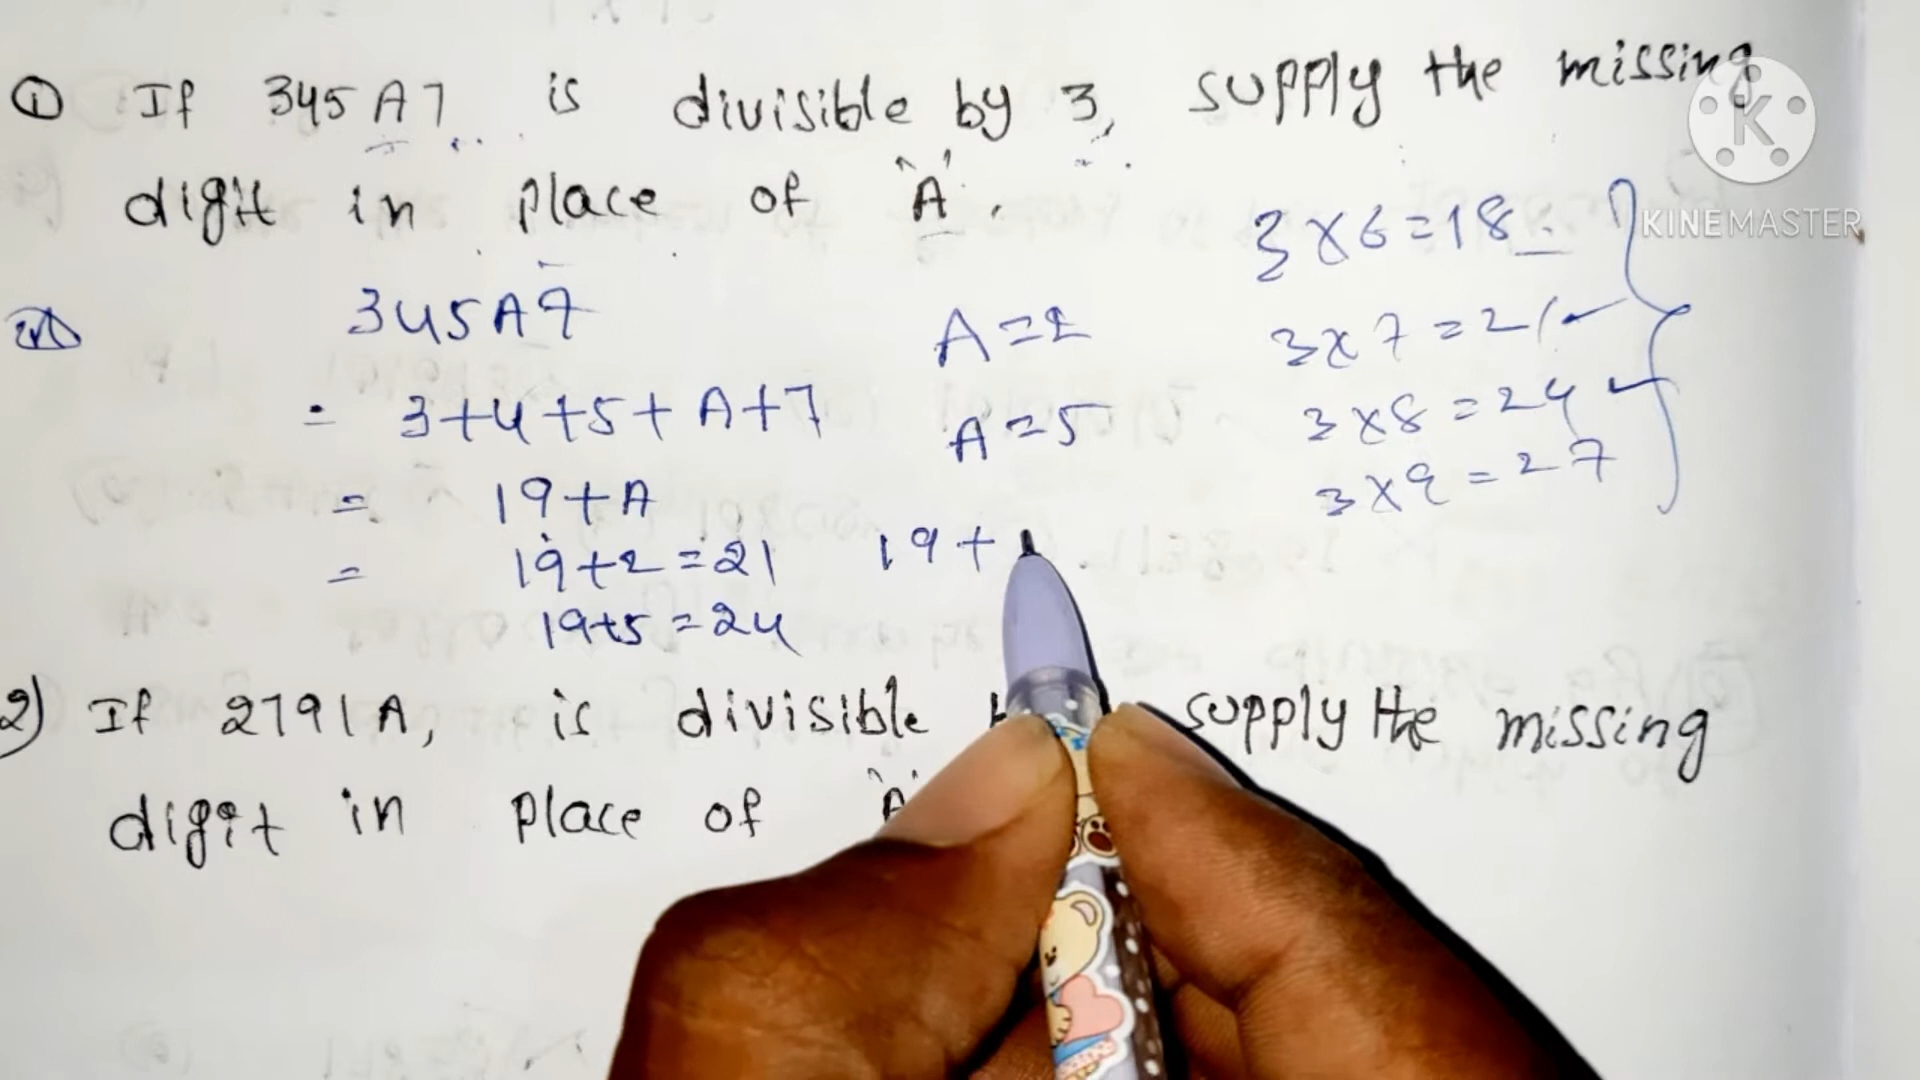 ① If 345A7 is divisible by 3, supply the missing
digit in place of 'A'.
K
KINEMASTER
3×6=18
345A7
A=2
3×7=21
= 3+4+5+A+7
A=5
3×8=24
= 19+A
3×9=27
= 19+2=21
19+
19+5=24
2) If 2791A, is divisible supply the missing
digit in place of 'A